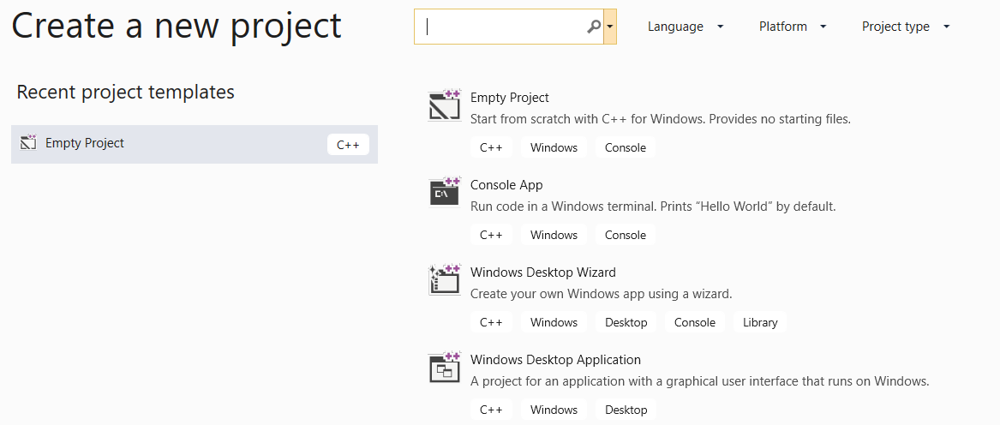 Create a new project
Language
Platform
Project type
Recent project templates
Empty Project
C++
Empty Project
Start from scratch with C++ for Windows. Provides no starting files.
C++ Windows Console
Console App
Run code in a Windows terminal. Prints “Hello World” by default.
C++ Windows Console
Windows Desktop Wizard
Create your own Windows app using a wizard.
C++ Windows Desktop Console Library
Windows Desktop Application
A project for an application with a graphical user interface that runs on Windows.
C++ Windows Desktop